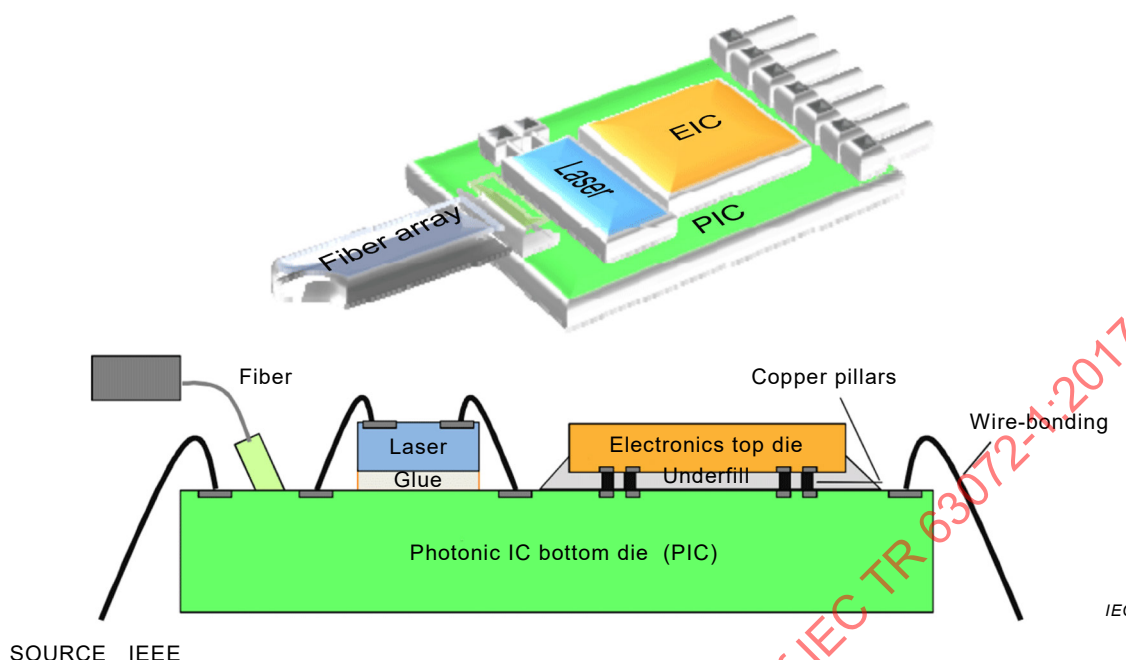 EIC
Laser
PIC
Fiber array
Fiber
Copper pillars
Wire-bonding
Laser
Electronics top die
Glue
Underfill
Photonic IC bottom die (PIC)
IEC
SOURCE IEEE
IEC TR 63072-1:2017